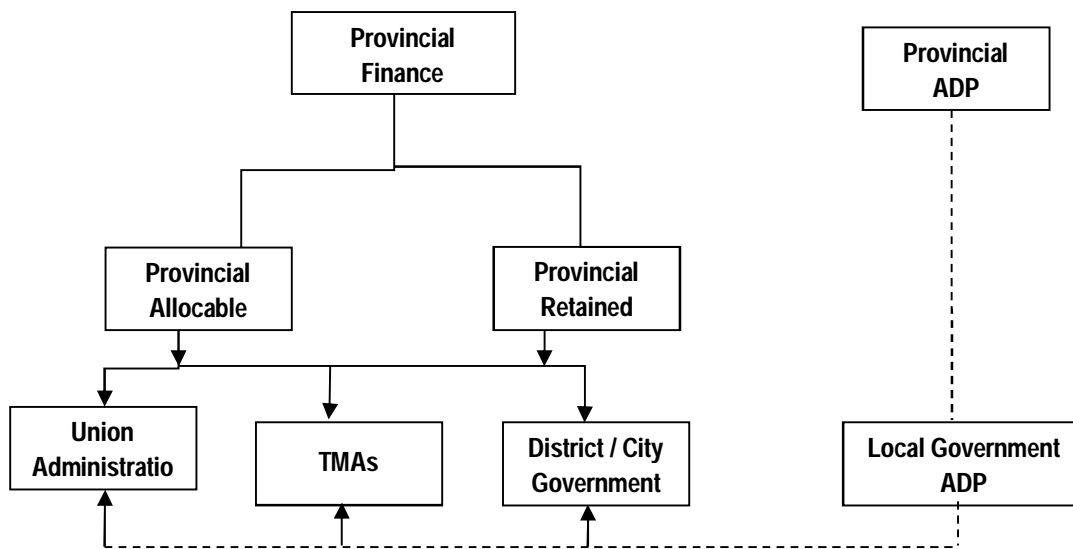 Provincial
Finance
Provincial
ADP
Provincial
Allocable
Provincial
Retained
Union
Administratio
TMAs
District / City
Government
Local Government
ADP